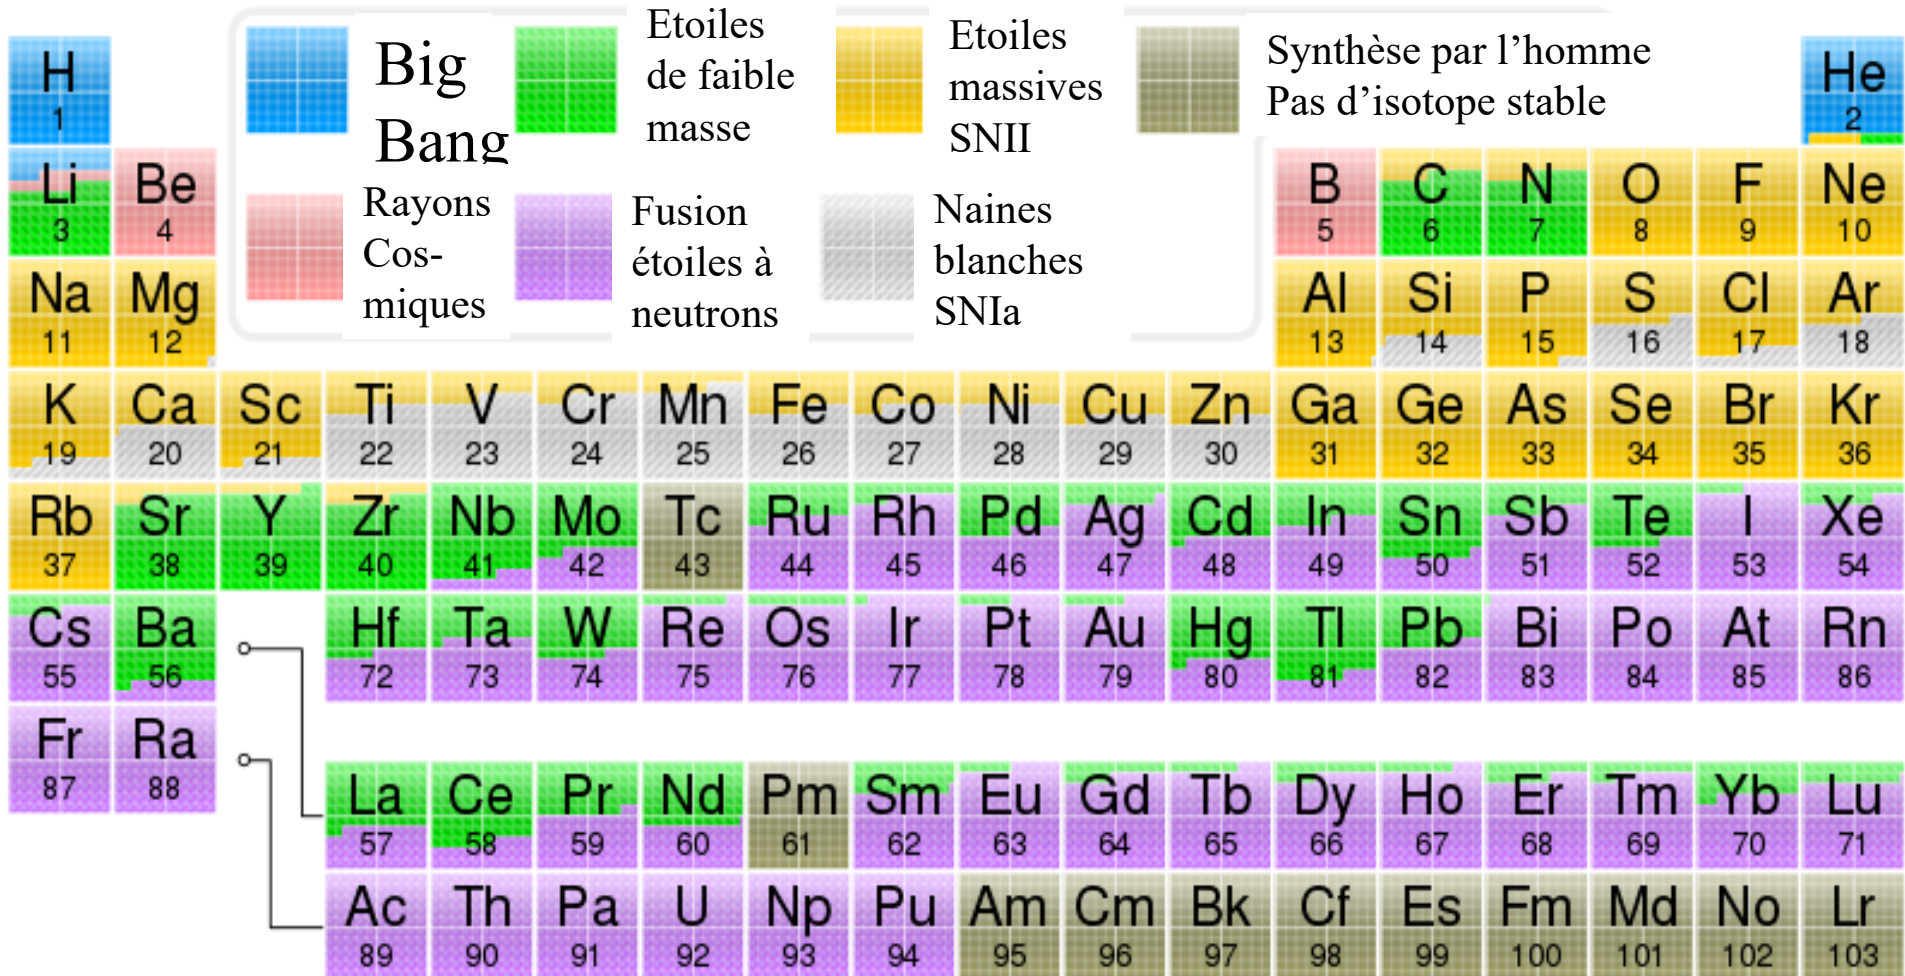 Big
Bang
Etoiles
de faible
masse
Etoiles
massives
SNII
Synthèse par l’homme
Pas d’isotope stable
Rayons
Cos-
miques
Fusion
étoiles à
neutrons
Naines
blanches
SNIa
H He
1 2
Li Be B C N O F Ne
3 4 5 6 7 8 9 10
Na Mg Al Si P S Cl Ar
11 12 13 14 15 16 17 18
K Ca Sc Ti V Cr Mn Fe Co Ni Cu Zn Ga Ge As Se Br Kr
19 20 21 22 23 24 25 26 27 28 29 30 31 32 33 34 35 36
Rb Sr Y Zr Nb Mo Tc Ru Rh Pd Ag Cd In Sn Sb Te I Xe
37 38 39 40 41 42 43 44 45 46 47 48 49 50 51 52 53 54
Cs Ba Hf Ta W Re Os Ir Pt Au Hg Tl Pb Bi Po At Rn
55 56 72 73 74 75 76 77 78 79 80 81 82 83 84 85 86
Fr Ra
87 88
La Ce Pr Nd Pm Sm Eu Gd Tb Dy Ho Er Tm Yb Lu
57 58 59 60 61 62 63 64 65 66 67 68 69 70 71
Ac Th Pa U Np Pu Am Cm Bk Cf Es Fm Md No Lr
89 90 91 92 93 94 95 96 97 98 99 100 101 102 103